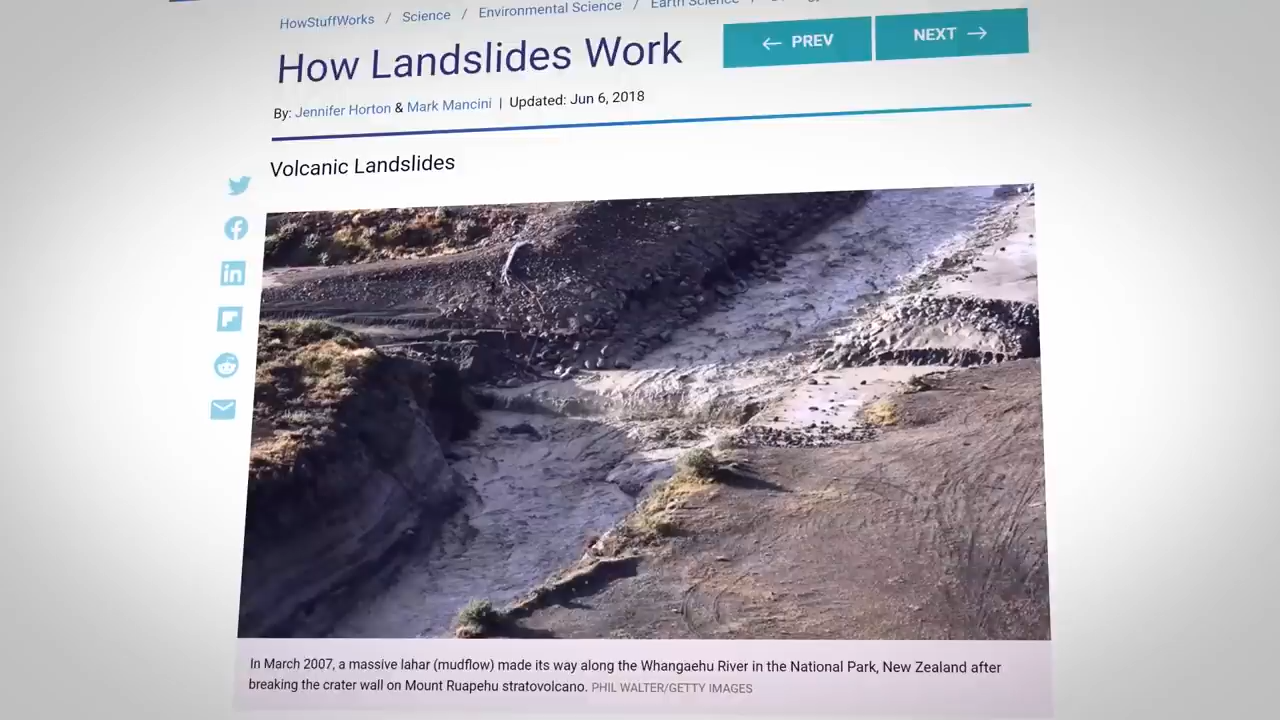 HowStuffWorks / Science / Environmental Science / Earth Science /
How Landslides Work
← PREV
NEXT →
By: Jennifer Horton & Mark Mancini | Updated: Jun 6, 2018
Volcanic Landslides
In March 2007, a massive lahar (mudflow) made its way along the Whangaehu River in the National Park, New Zealand after
breaking the crater wall on Mount Ruapehu stratovolcano. PHIL WALTER/GETTY IMAGES